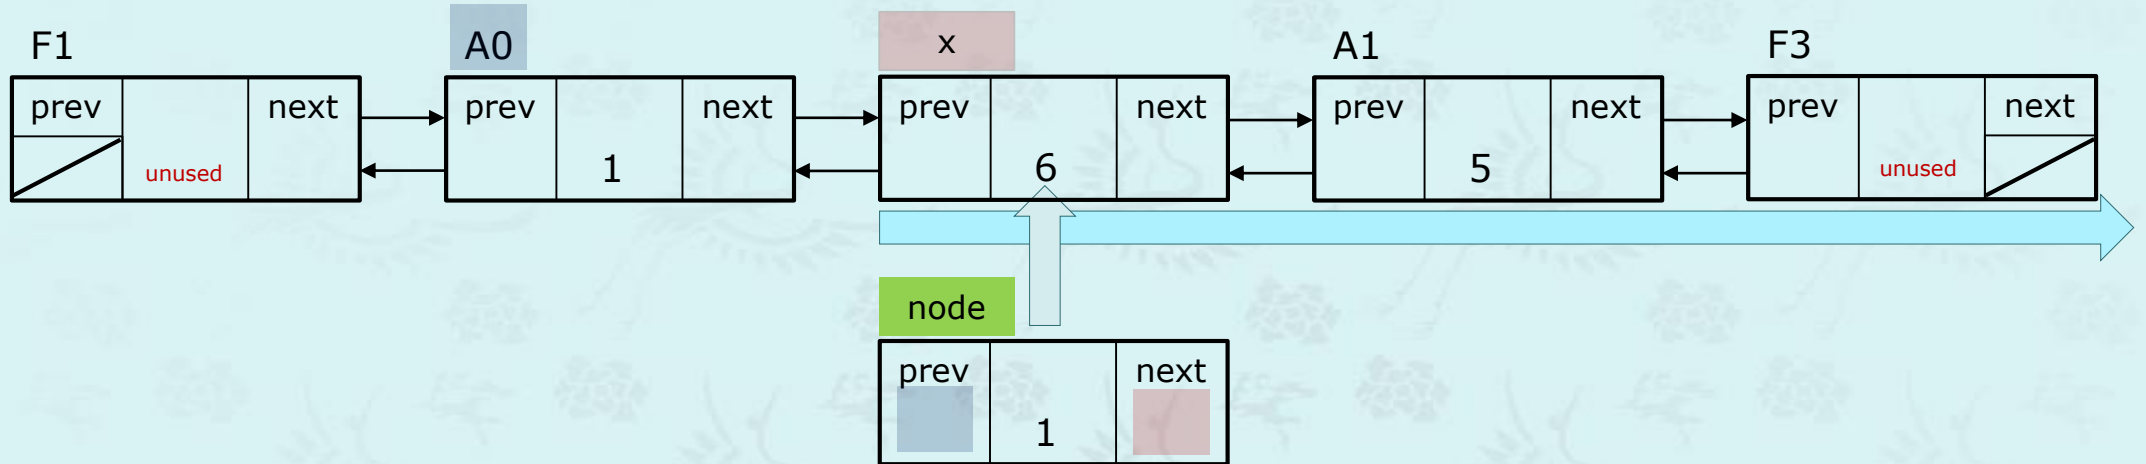 F1
A0
x
A1
F3
prev next
prev next
prev next
prev next
prev next
unused
1
6
5
unused
node
prev next
1